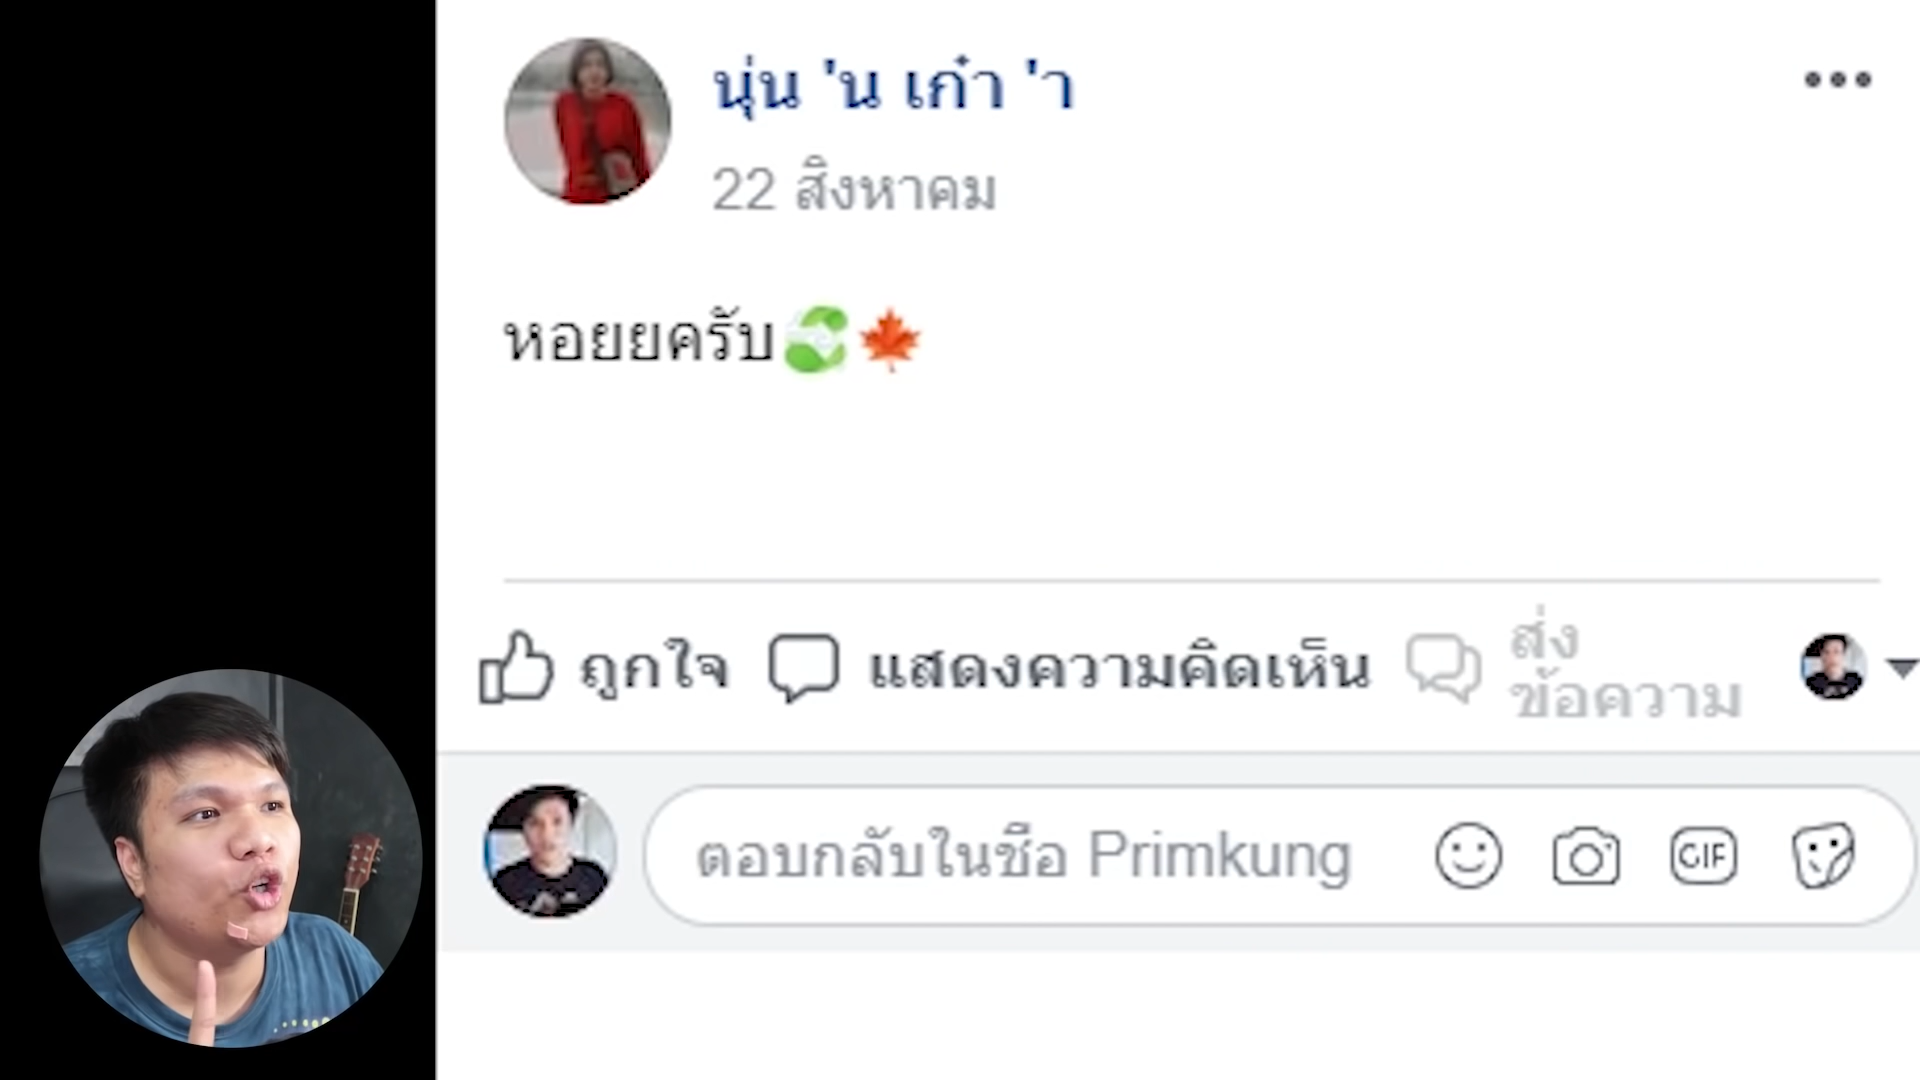 นุ่น 'น เก๋า 'า
22 สิงหาคม
หอยยครับ
ถูกใจ
แสดงความคิดเห็น
ส่ง
ข้อความ
ตอบกลับในชื่อ Primkung
GIF